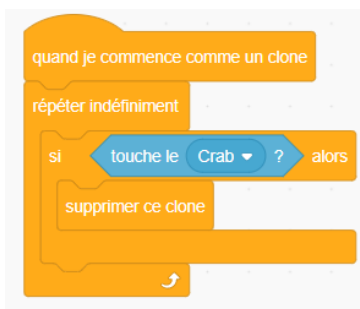 quand je commence comme un clone
répéter indéfiniment
si touche le Crab ? alors
supprimer ce clone